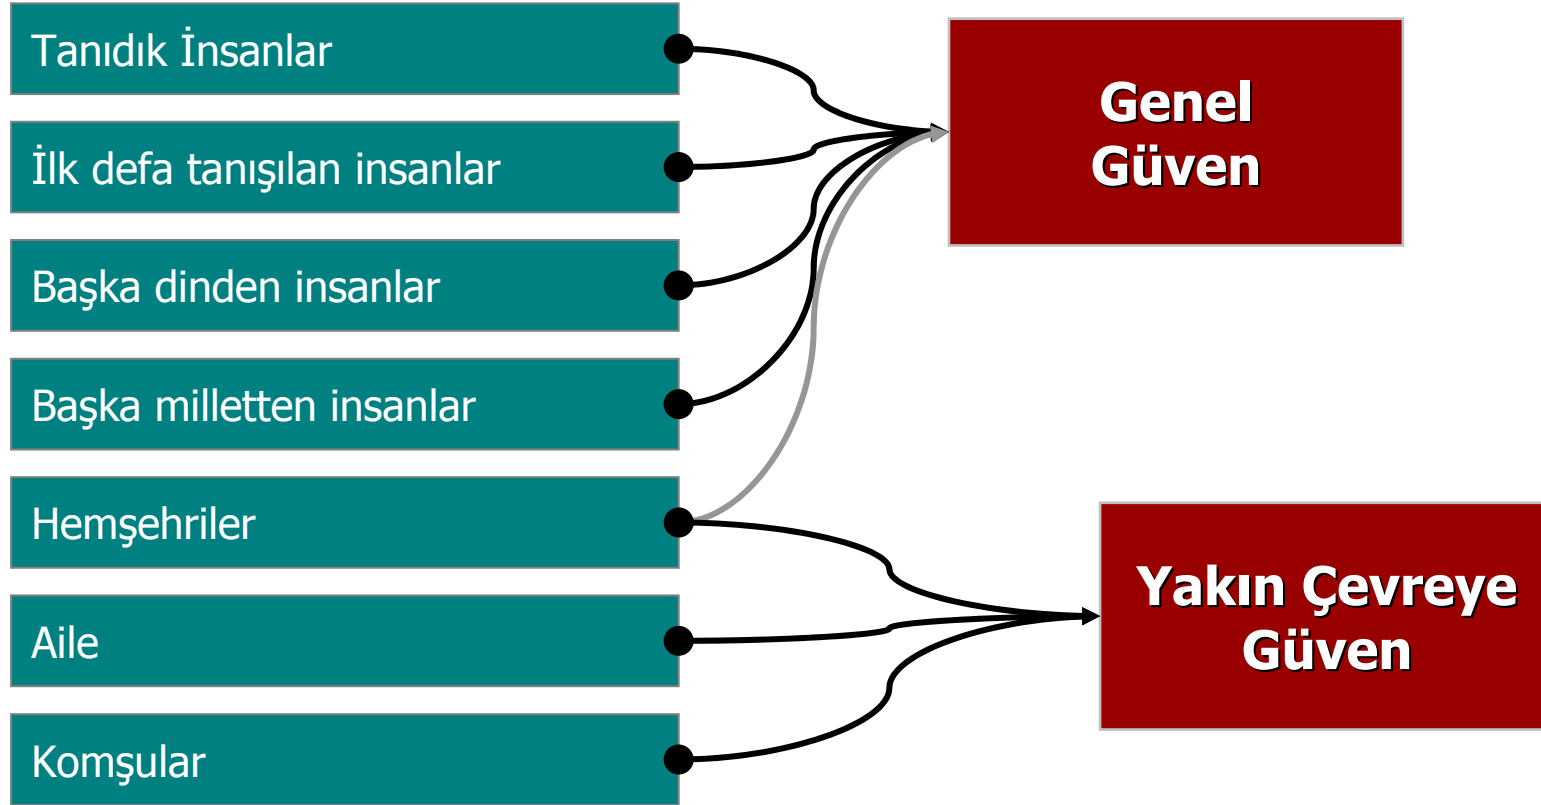 Tanıdık İnsanlar
İlk defa tanışılan insanlar
Başka dinden insanlar
Başka milletten insanlar
Hemşehriler
Aile
Komşular
Genel
Güven
Yakın Çevreye
Güven